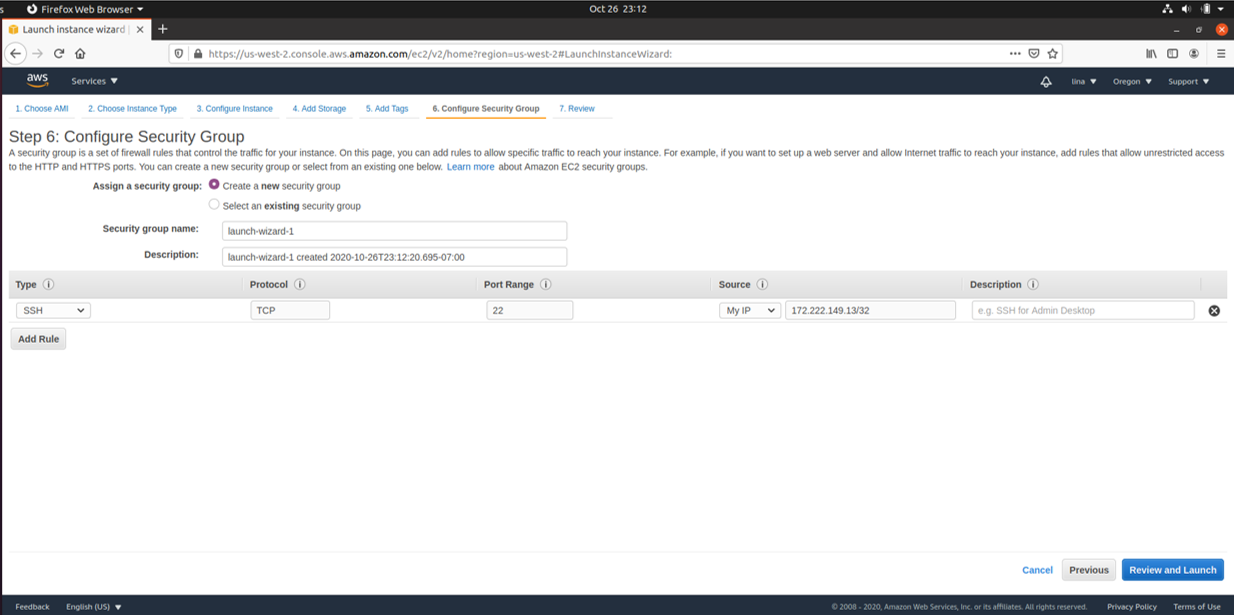 s Firefox Web Browser Oct 26 23:12
Launch instance wizard
https://us-west-2.console.aws.amazon.com/ec2/v2/home?region=us-west-2#LaunchInstanceWizard:
aws Services lina Oregon Support
1. Choose AMI 2. Choose Instance Type 3. Configure Instance 4. Add Storage 5. Add Tags 6. Configure Security Group 7. Review
Step 6: Configure Security Group
A security group is a set of firewall rules that control the traffic for your instance. On this page, you can add rules to allow specific traffic to reach your instance. For example, if you want to set up a web server and allow Internet traffic to reach your instance, add rules that allow unrestricted access
to the HTTP and HTTPS ports. You can create a new security group or select from an existing one below. Learn more about Amazon EC2 security groups.
Assign a security group: Create a new security group
Select an existing security group
Security group name: launch-wizard-1
Description: launch-wizard-1 created 2020-10-26T23:12:20.695-07:00
Type Protocol Port Range Source Description
SSH TCP 22 My IP 172.222.149.13/32 e.g. SSH for Admin Desktop
Add Rule
Cancel Previous Review and Launch
Feedback English (US) © 2008 - 2020, Amazon Web Services, Inc. or its affiliates. All rights reserved. Privacy Policy Terms of Use